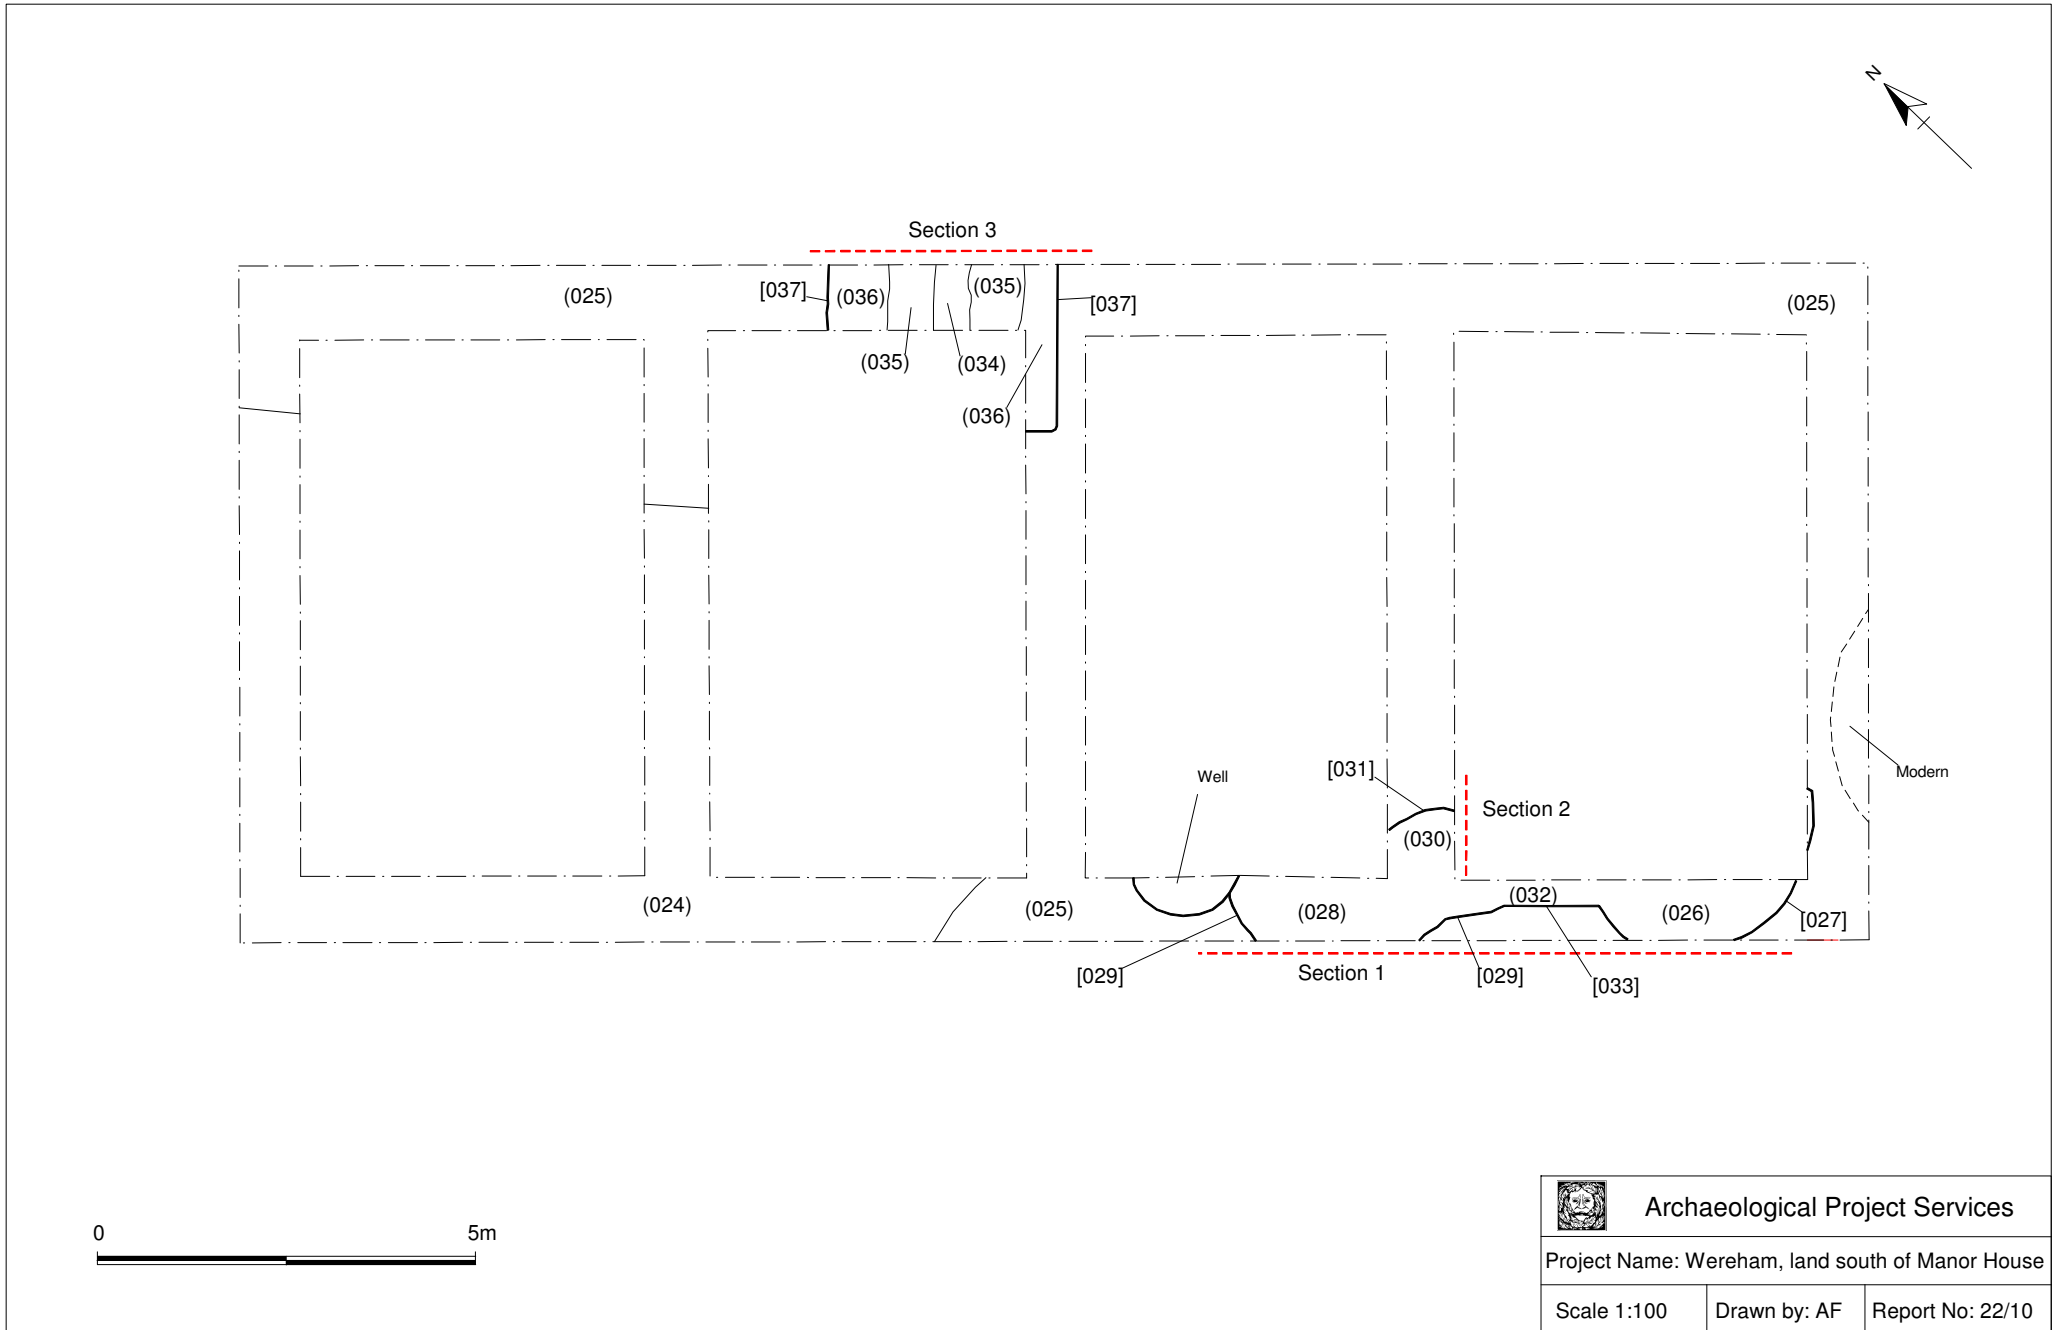 N
Section 3
(025)
[037]
(036)
(035)
[037]
(025)
(035)
(034)
(036)
Well
[031]
Section 2
Modern
(030)
(024)
(025)
(028)
(032)
(026)
[027]
[029]
Section 1
[029]
[033]
0 5m
Archaeological Project Services
Project Name: Wereham, land south of Manor House
Scale 1:100
Drawn by: AF
Report No: 22/10